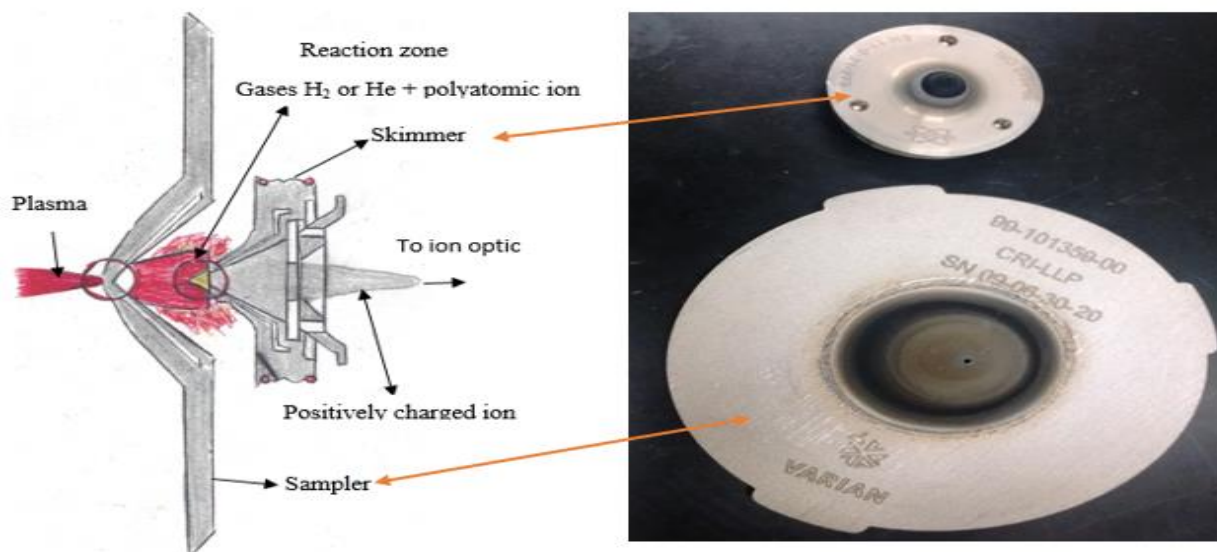 Reaction zone
Gases H₂ or He + polyatomic ion
Skimmer
Plasma
To ion optic
Positively charged ion
Sampler
99-101359-00
CRI-LLP
SN 09-06-30-20
VARIAN